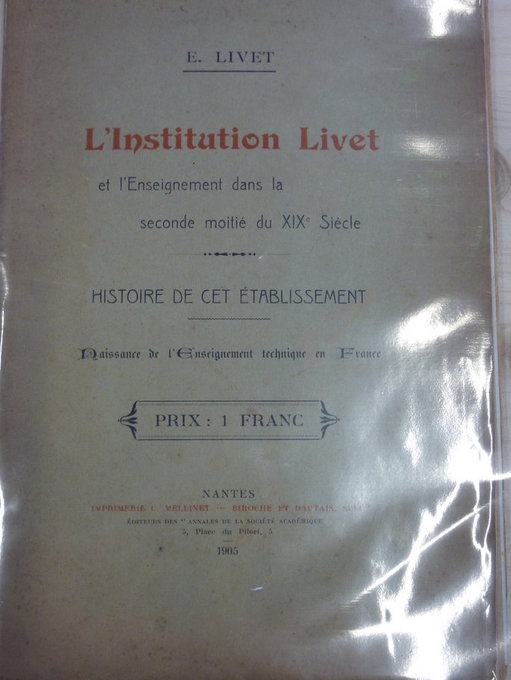 E. LIVET
L'Institution Livet
et l'Enseignement dans la
seconde moitié du XIXe Siècle
HISTOIRE DE CET ÉTABLISSEMENT
Naissance de l'Enseignement technique en France
PRIX : 1 FRANC
NANTES
IMPRIMERIE C. MELLINET. — BIROCHE ET DAUTAIS, SUCrs
ÉDITEURS DES "ANNALES DE LA SOCIÉTÉ ACADÉMIQUE
5, Place du Pilori, 5
1905